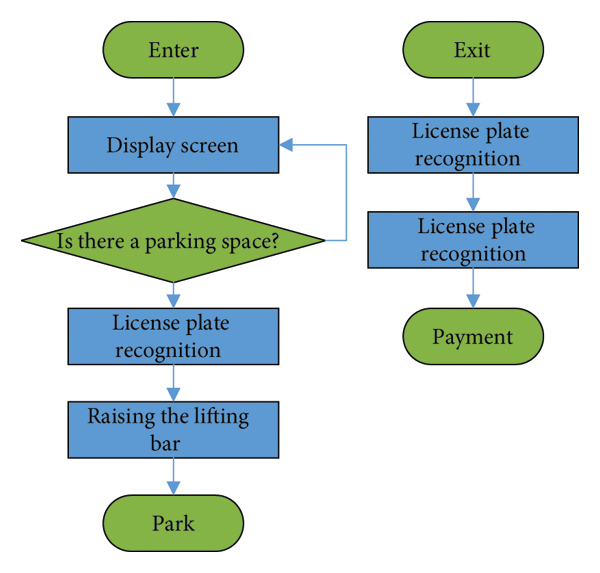 Enter
Display screen
Is there a parking space?
License plate
recognition
Raising the lifting
bar
Park
Exit
License plate
recognition
License plate
recognition
Payment